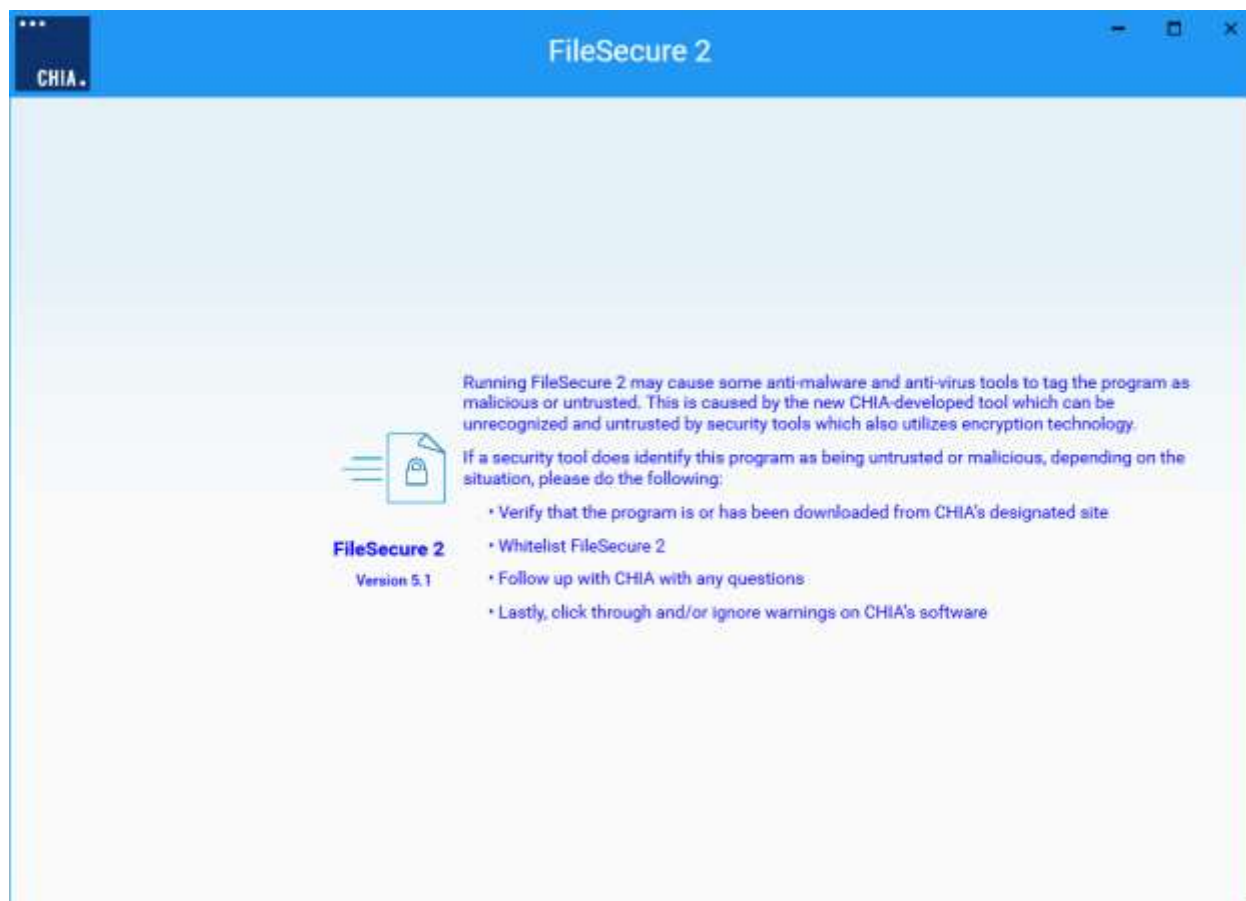 CHIA.
FileSecure 2
Running FileSecure 2 may cause some anti-malware and anti-virus tools to tag the program as
malicious or untrusted. This is caused by the new CHIA-developed tool which can be
unrecognized and untrusted by security tools which also utilizes encryption technology.
If a security tool does identify this program as being untrusted or malicious, depending on the
situation, please do the following:
• Verify that the program is or has been downloaded from CHIA's designated site
• Whitelist FileSecure 2
• Follow up with CHIA with any questions
• Lastly, click through and/or ignore warnings on CHIA's software
FileSecure 2
Version 5.1